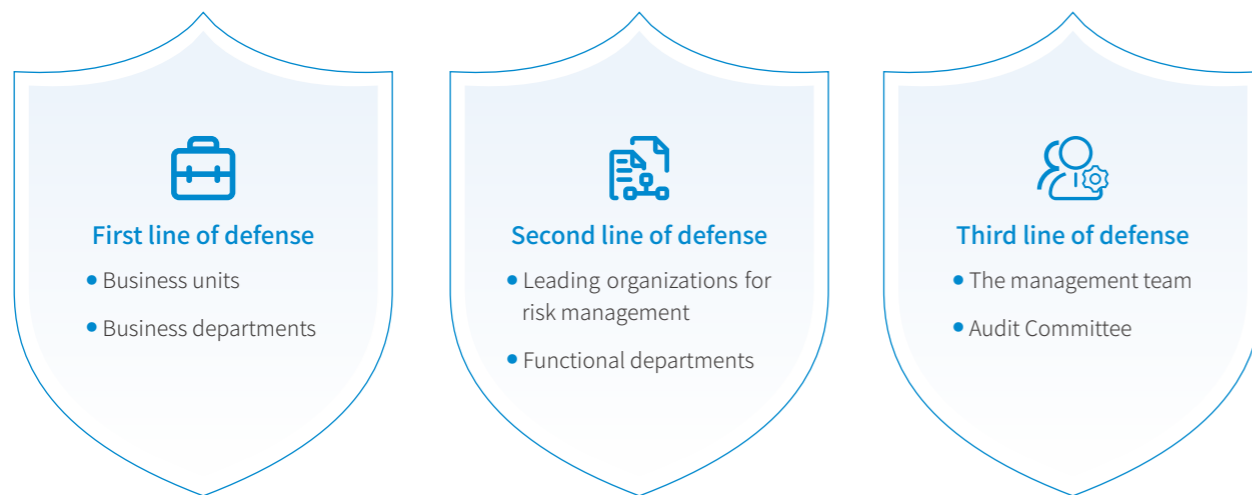 First line of defense
• Business units
• Business departments
Second line of defense
• Leading organizations for
risk management
• Functional departments
Third line of defense
• The management team
• Audit Committee